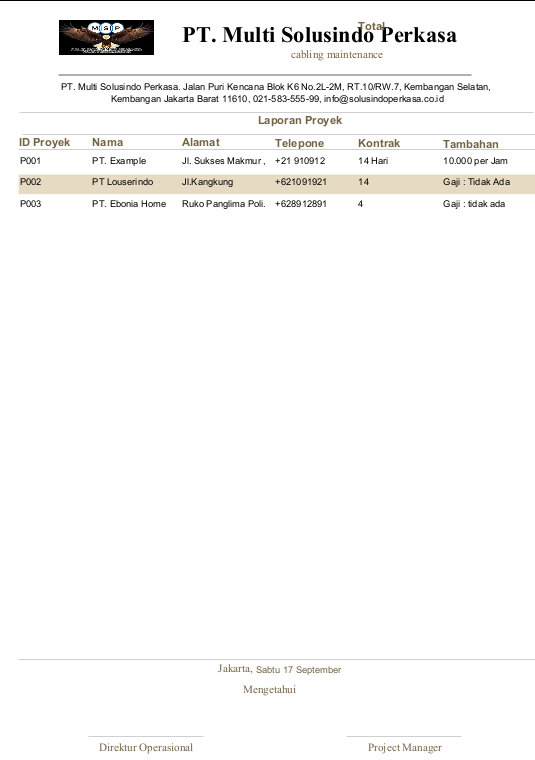 Total
MSP
PT. Multi Solusindo Perkasa
cabling maintenance
PT. Multi Solusindo Perkasa. Jalan Puri Kencana Blok K6 No.2L-2M, RT.10/RW.7, Kembangan Selatan,
Kembangan Jakarta Barat 11610, 021-583-555-99, info@solusindoperkasa.co.id
Laporan Proyek
ID Proyek Nama Alamat Telepone Kontrak Tambahan
P001 PT. Example Jl. Sukses Makmur , +21 910912 14 Hari 10.000 per Jam
P002 PT Louserindo Jl.Kangkung +621091921 14 Gaji : Tidak Ada
P003 PT. Ebonia Home Ruko Panglima Poli. +628912891 4 Gaji : tidak ada
Jakarta, Sabtu 17 September
Mengetahui
Direktur Operasional Project Manager